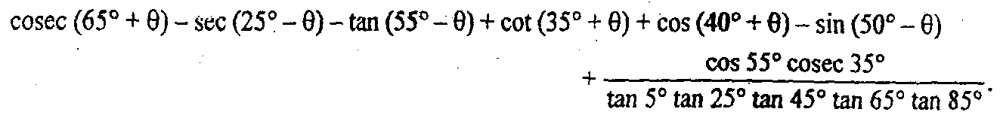 cosec (65° + θ) – sec (25° – θ) – tan (55° – θ) + cot (35° + θ) + cos (40° + θ) – sin (50° – θ)
+ cos 55° cosec 35° / tan 5° tan 25° tan 45° tan 65° tan 85° .